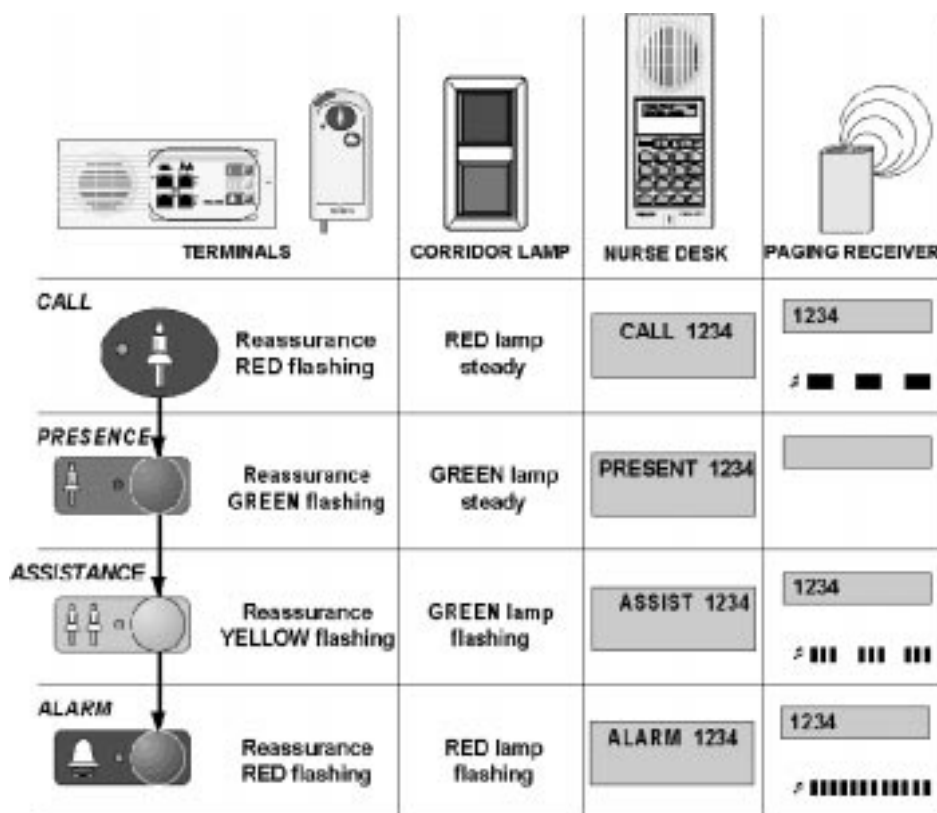 TERMINALS
CORRIDOR LAMP
NURSE DESK
PAGING RECEIVER
CALL
Reassurance
RED flashing
RED lamp
steady
CALL 1234
1234
PRESENCE
Reassurance
GREEN flashing
GREEN lamp
steady
PRESENT 1234
ASSISTANCE
Reassurance
YELLOW flashing
GREEN lamp
flashing
ASSIST 1234
1234
ALARM
Reassurance
RED flashing
RED lamp
flashing
ALARM 1234
1234